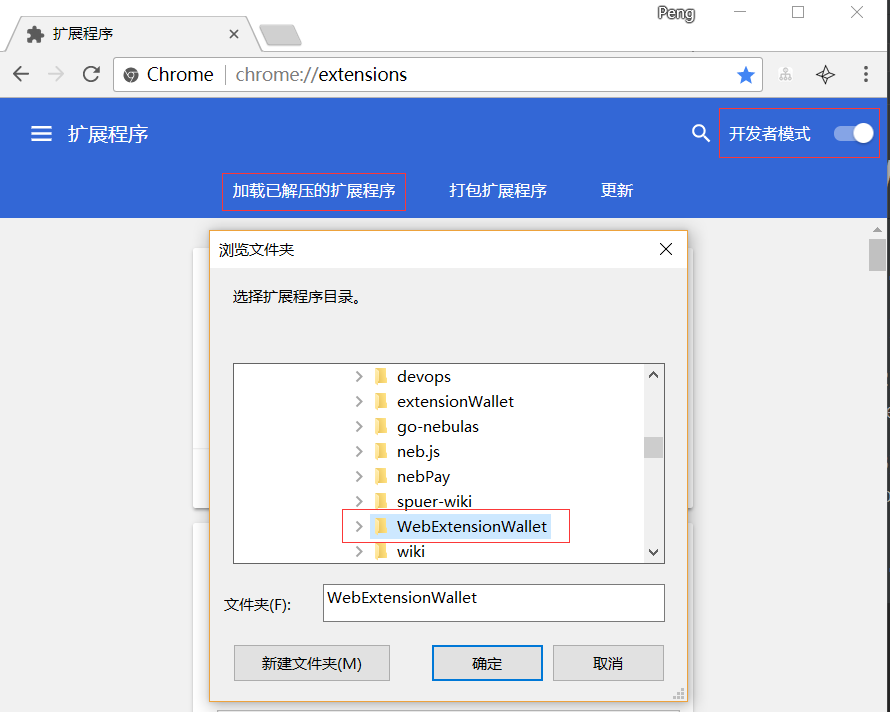 Peng
扩展程序
Chrome | chrome://extensions
扩展程序
开发者模式
加载已解压的扩展程序 打包扩展程序 更新
浏览文件夹
选择扩展程序目录。
devops
extensionWallet
go-nebulas
neb.js
nebPay
spuer-wiki
WebExtensionWallet
wiki
文件夹(F): WebExtensionWallet
新建文件夹(M) 确定 取消